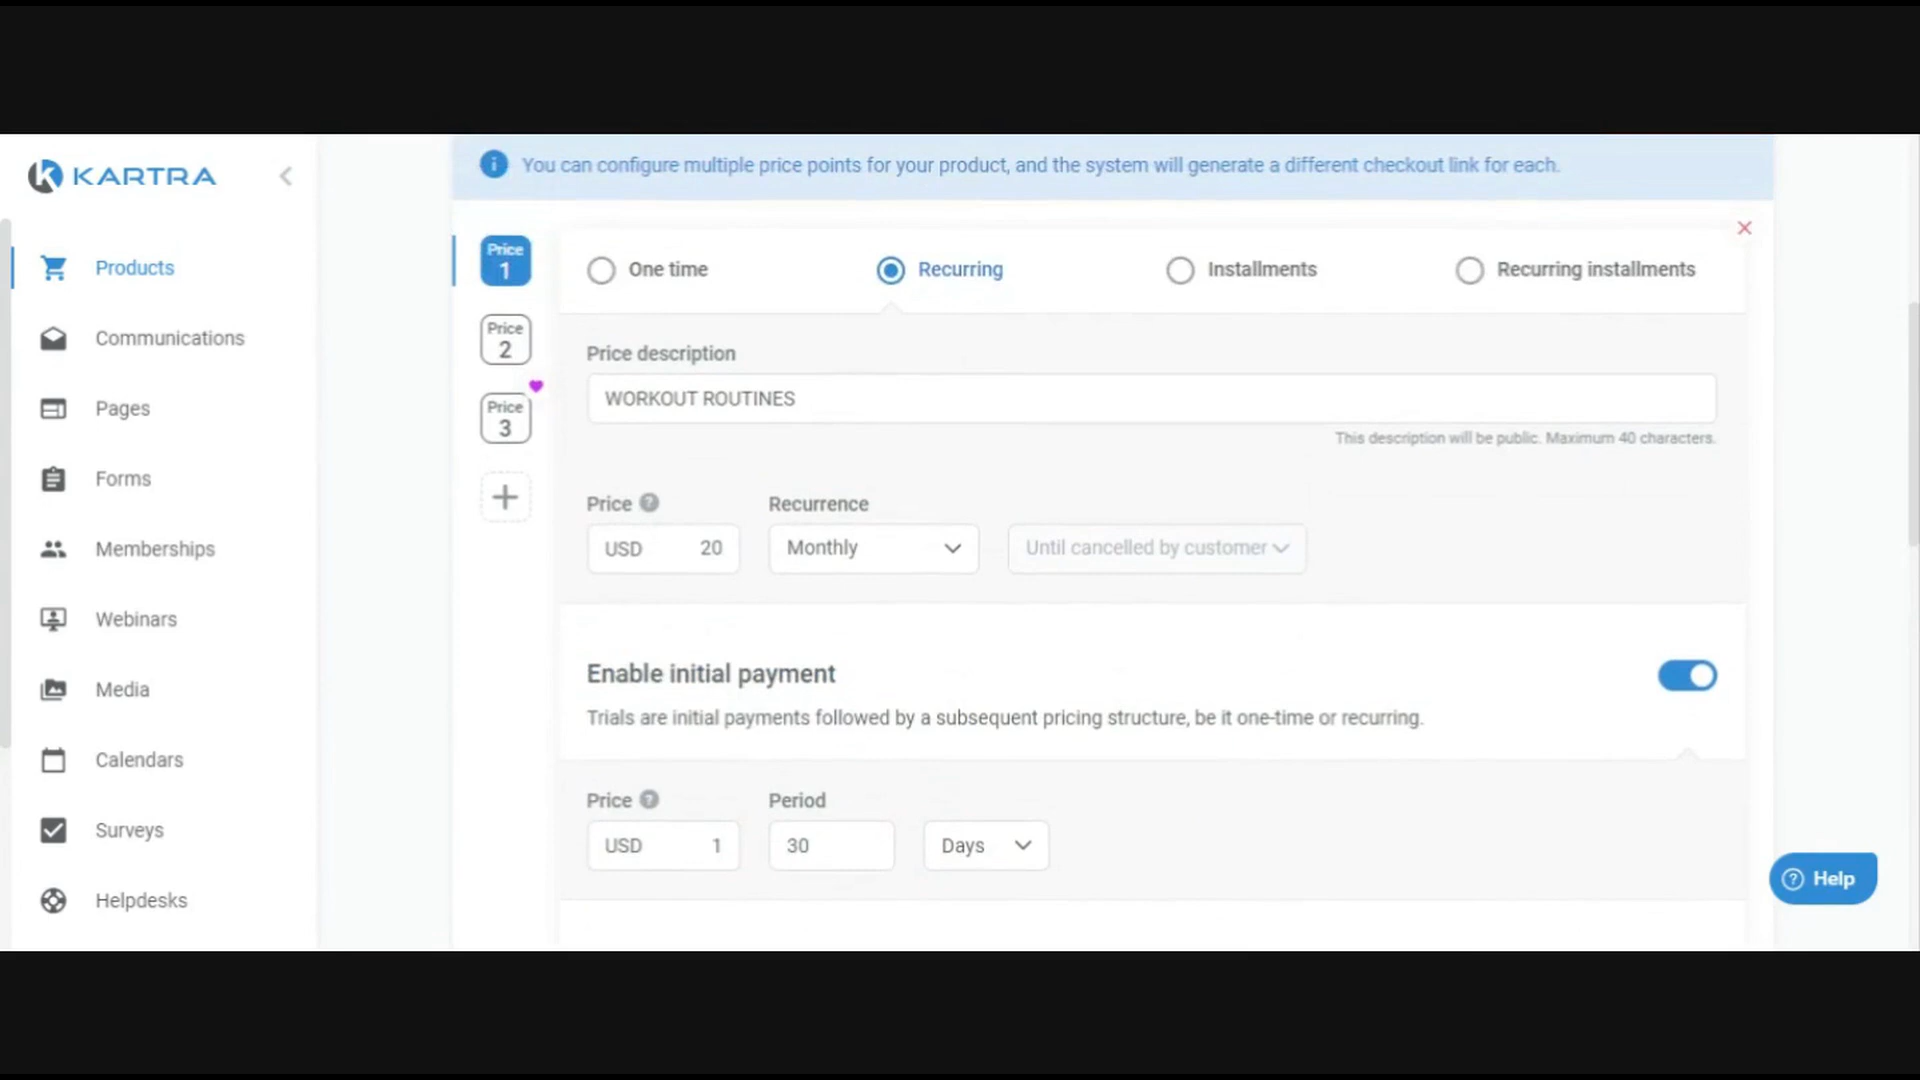 KARTRA
Products
Communications
Pages
Forms
Memberships
Webinars
Media
Calendars
Surveys
Helpdesks
You can configure multiple price points for your product, and the system will generate a different checkout link for each.
Price
1
Price
2
Price
3
One time
Recurring
Installments
Recurring installments
Price description
WORKOUT ROUTINES
This description will be public. Maximum 40 characters.
Price
Recurrence
USD 20
Monthly
Until cancelled by customer
Enable initial payment
Trials are initial payments followed by a subsequent pricing structure, be it one-time or recurring.
Price
Period
USD 1
30
Days
Help